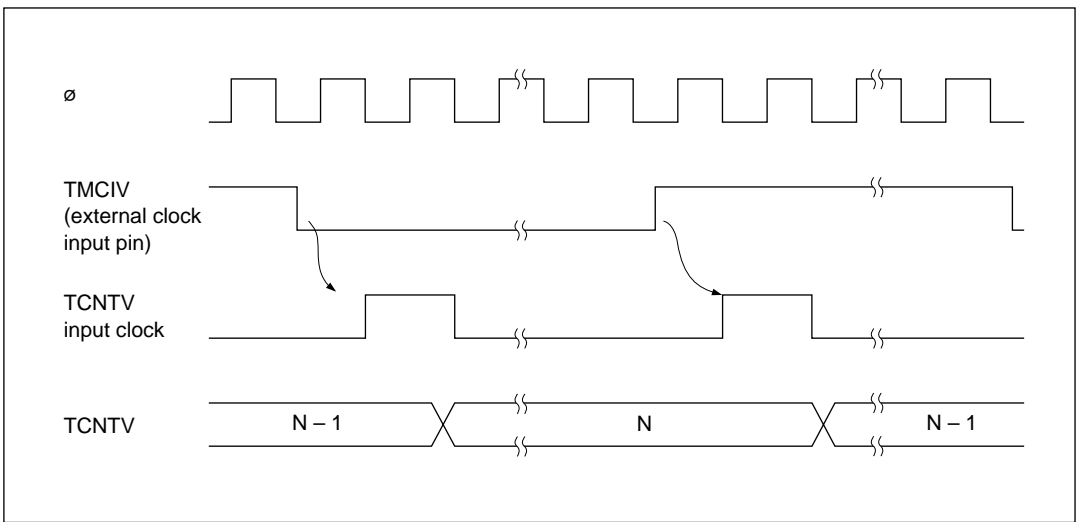 ø
TMCIV
(external clock
input pin)
TCNTV
input clock
TCNTV
N – 1
N
N – 1